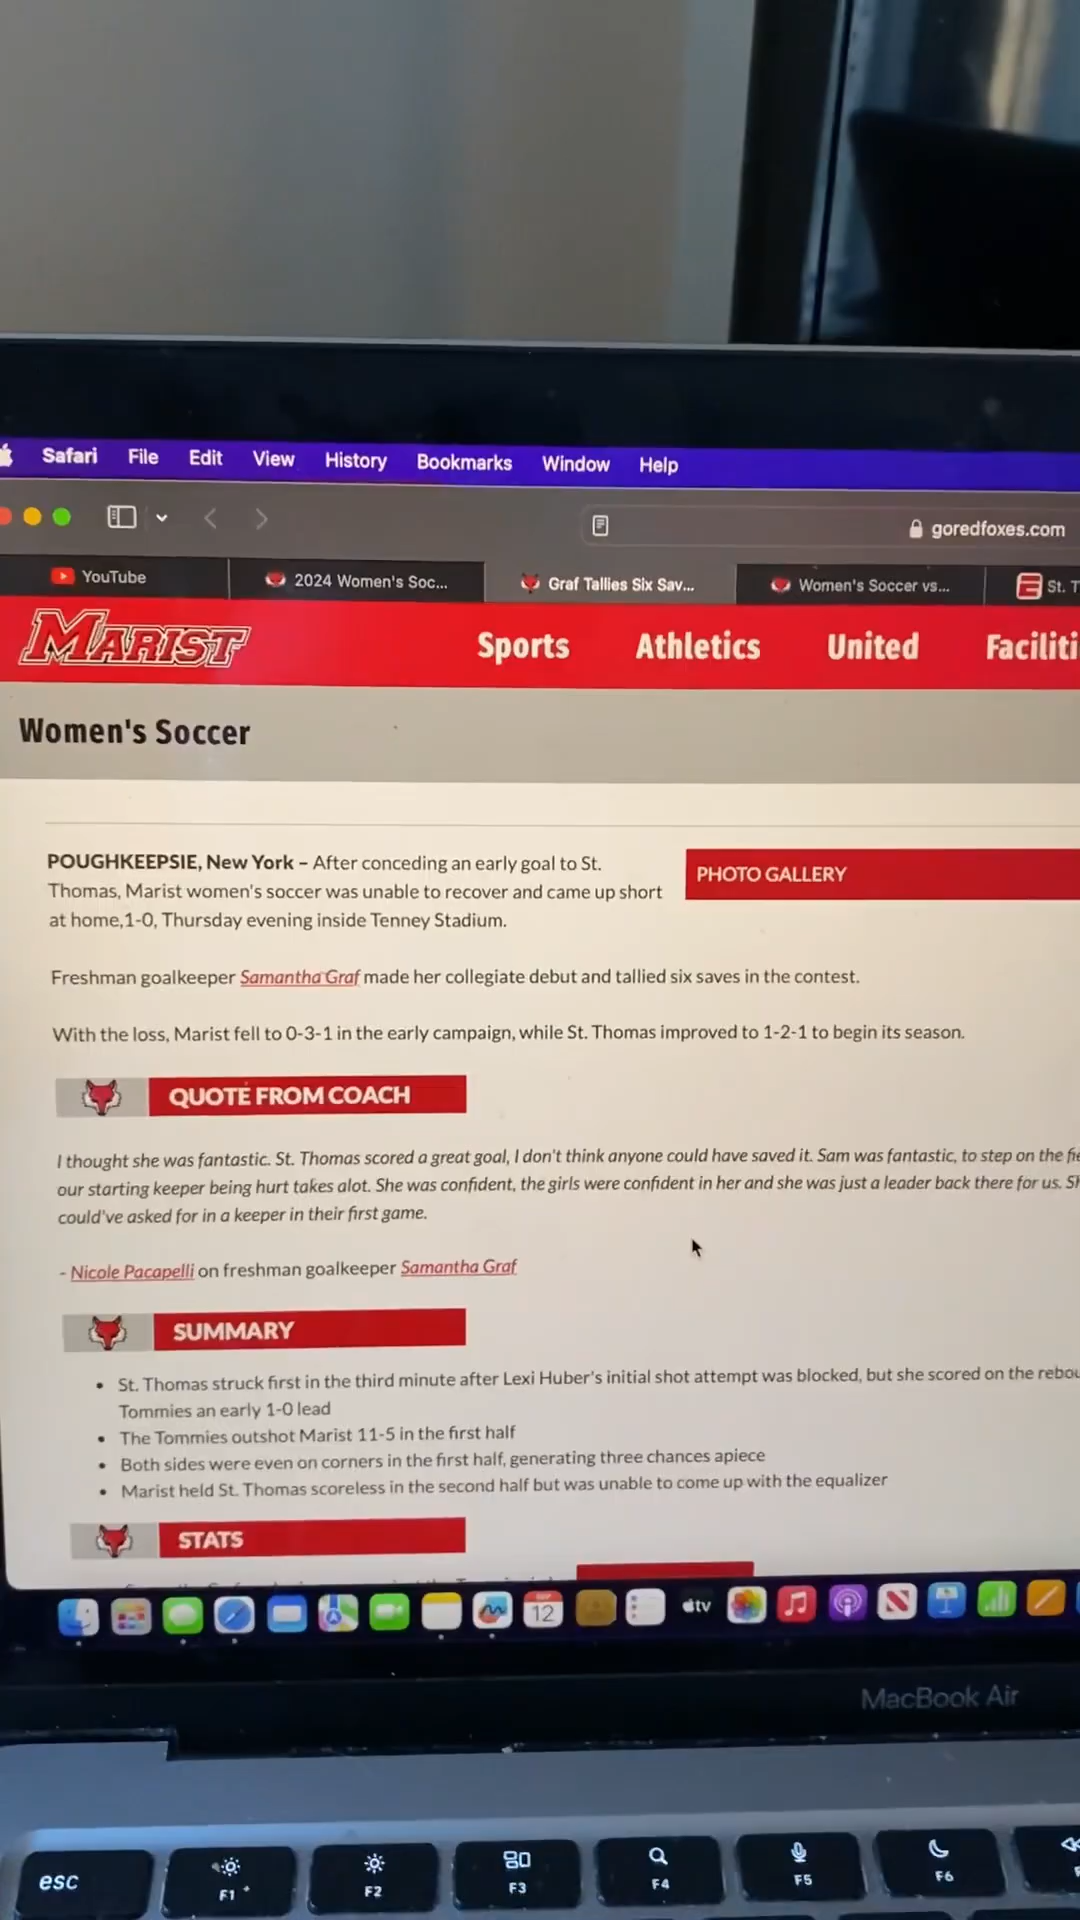 Safari File Edit View History Bookmarks Window Help
goredfoxes.com
YouTube 2024 Women's Soc... Graf Tallies Six Sav... Women's Soccer vs... St. T
MARIST Sports Athletics United Faciliti
Women's Soccer
POUGHKEEPSIE, New York – After conceding an early goal to St.
Thomas, Marist women's soccer was unable to recover and came up short
at home,1-0, Thursday evening inside Tenney Stadium.
PHOTO GALLERY
Freshman goalkeeper Samantha Graf made her collegiate debut and tallied six saves in the contest.
With the loss, Marist fell to 0-3-1 in the early campaign, while St. Thomas improved to 1-2-1 to begin its season.
QUOTE FROM COACH
I thought she was fantastic. St. Thomas scored a great goal, I don't think anyone could have saved it. Sam was fantastic, to step on the fie
our starting keeper being hurt takes alot. She was confident, the girls were confident in her and she was just a leader back there for us. Sh
could've asked for in a keeper in their first game.
- Nicole Pacapelli on freshman goalkeeper Samantha Graf
SUMMARY
• St. Thomas struck first in the third minute after Lexi Huber's initial shot attempt was blocked, but she scored on the rebou
Tommies an early 1-0 lead
• The Tommies outshot Marist 11-5 in the first half
• Both sides were even on corners in the first half, generating three chances apiece
• Marist held St. Thomas scoreless in the second half but was unable to come up with the equalizer
STATS
SEP
12
tv
MacBook Air
esc F1 F2 F3 F4 F5 F6